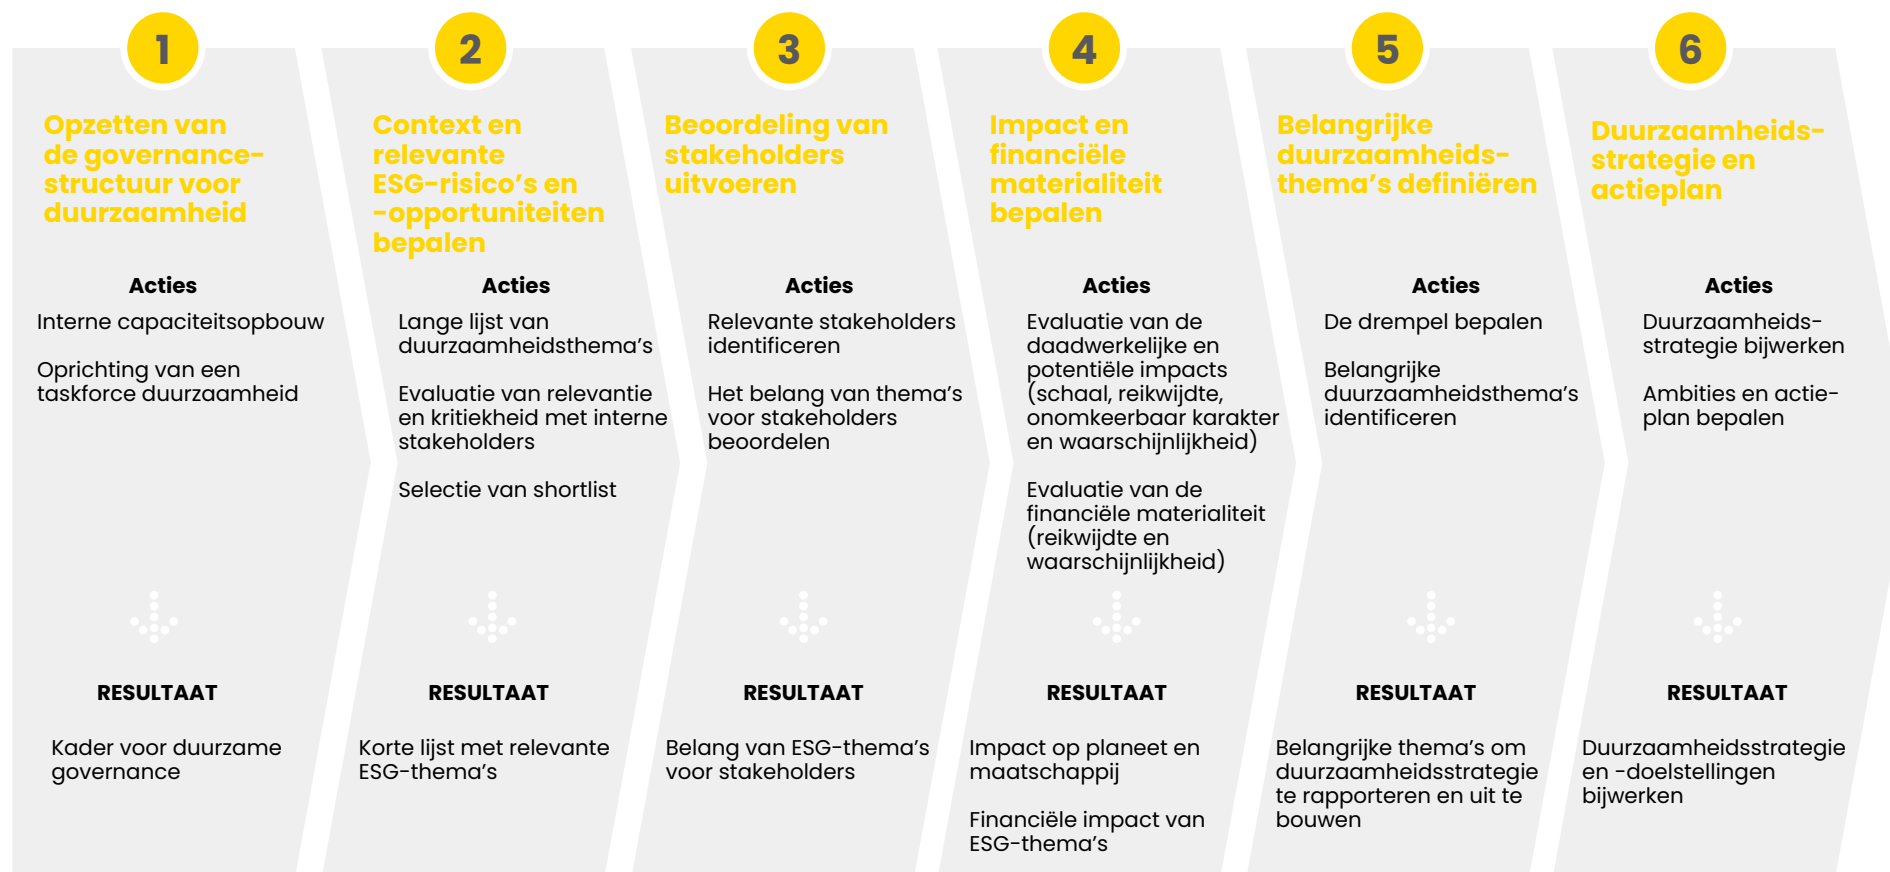 1
Opzetten van
de governance-
structuur voor
duurzaamheid
Acties
Interne capaciteitsopbouw
Oprichting van een
taskforce duurzaamheid
RESULTAAT
Kader voor duurzame
governance
2
Context en
relevante
ESG-risico’s en
-opportuniteiten
bepalen
Acties
Lange lijst van
duurzaamheidsthema’s
Evaluatie van relevantie
en kritiekheid met interne
stakeholders
Selectie van shortlist
RESULTAAT
Korte lijst met relevante
ESG-thema’s
3
Beoordeling van
stakeholders
uitvoeren
Acties
Relevante stakeholders
identificeren
Het belang van thema’s
voor stakeholders
beoordelen
RESULTAAT
Belang van ESG-thema’s
voor stakeholders
4
Impact en
financiële
materialiteit
bepalen
Acties
Evaluatie van de
daadwerkelijke en
potentiële impacts
(schaal, reikwijdte,
onomkeerbaar karakter
en waarschijnlijkheid)
Evaluatie van de
financiële materialiteit
(reikwijdte en
waarschijnlijkheid)
RESULTAAT
Impact op planeet en
maatschappij
Financiële impact van
ESG-thema’s
5
Belangrijke
duurzaamheids-
thema’s definiëren
Acties
De drempel bepalen
Belangrijke
duurzaamheidsthema’s
identificeren
RESULTAAT
Belangrijke thema’s om
duurzaamheidsstrategie
te rapporteren en uit te
bouwen
6
Duurzaamheids-
strategie en
actieplan
Acties
Duurzaamheids-
strategie bijwerken
Ambities en actie-
plan bepalen
RESULTAAT
Duurzaamheidsstrategie
en -doelstellingen
bijwerken